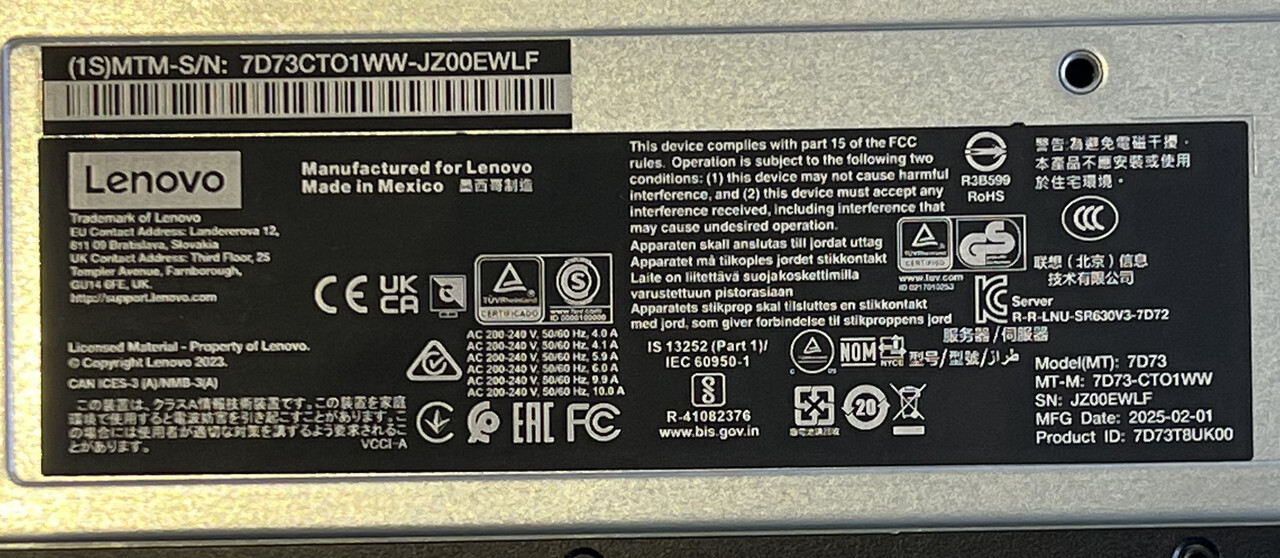 (1S)MTM-S/N: 7D73CTO1WW-JZ00EWLF
Lenovo
Manufactured for Lenovo
Made in Mexico 墨西哥制造
Trademark of Lenovo
EU Contact Address: Landererova 12,
811 09 Bratislava, Slovakia
UK Contact Address: Third Floor, 25
Templer Avenue, Farnborough,
GU14 0FE, UK.
http://support.lenovo.com
Licensed Material - Property of Lenovo.
© Copyright Lenovo 2023.
CAN ICES-3 (A)/NMB-3(A)
この装置は、クラスA情報技術装置です。この装置を家庭
環境で使用すると電波妨害を引き起こすことがあります。こ
の場合には使用者が適切な対策を講ずるよう要求されるこ
とがあります。
VCCI-A
CE UK CA
TÜVRheinland
CERTIFICADO
S
www.tuv.com
AC 200-240 V, 50/60 Hz, 4.0 A
AC 200-240 V, 50/60 Hz, 4.1 A
AC 200-240 V, 50/60 Hz, 5.9 A
AC 200-240 V, 50/60 Hz, 6.0 A
AC 200-240 V, 50/60 Hz, 9.9 A
AC 200-240 V, 50/60 Hz, 10.0 A
EAC FC
This device complies with part 15 of the FCC
rules. Operation is subject to the following two
conditions: (1) this device may not cause harmful
interference, and (2) this device must accept any
interference received, including interference that
may cause undesired operation.
Apparaten skall anslutas till jordat uttag
Apparatet må tilkoples jordet stikkontakt
Laite on liitettävä suojakoskettimilla
varustettuun pistorasiaan
Apparatets stikprop skal tilsluttes en stikkontakt
med jord, som giver forbindelse til stikproppens jord
IS 13252 (Part 1)/
IEC 60950-1
R-41082376
www.bis.gov.in
NOM
NYCE
20
R3B599
RoHS
TÜVRheinland
CERTIFIED
GS
www.tuv.com
ID 0217010253
警告:為避免電磁干擾，
本產品不應安裝或使用
於住宅環境。
CCC
联想（北京）信息
技术有限公司
Server
R-R-LNU-SR630V3-7D72
服务器/伺服器
型号/型號/طراز
Model(MT): 7D73
MT-M: 7D73-CTO1WW
SN: JZ00EWLF
MFG Date: 2025-02-01
Product ID: 7D73T8UK00